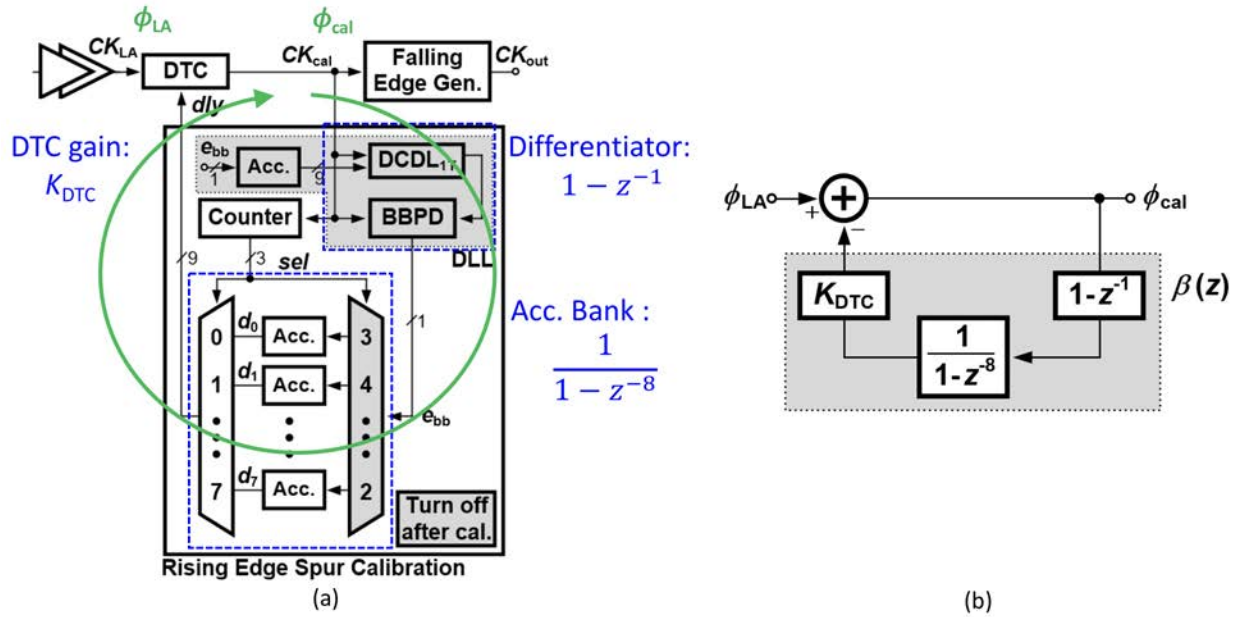 ϕLA
ϕcal
CKLA
DTC
CKcal
Falling
Edge Gen.
CKout
dly
DTC gain:
KDTC
ebb
1
Acc.
9
DCDL1T
Differentiator:
1 − z⁻¹
Counter
BBPD
DLL
9
3
sel
1
Acc. Bank :
1
1 − z⁻⁸
0
d0
Acc.
3
1
d1
Acc.
4
ebb
7
d7
Acc.
2
Turn off
after cal.
Rising Edge Spur Calibration
(a)
ϕLA
+
+
−
ϕcal
KDTC
1-z⁻¹
β(z)
1
1-z⁻⁸
(b)